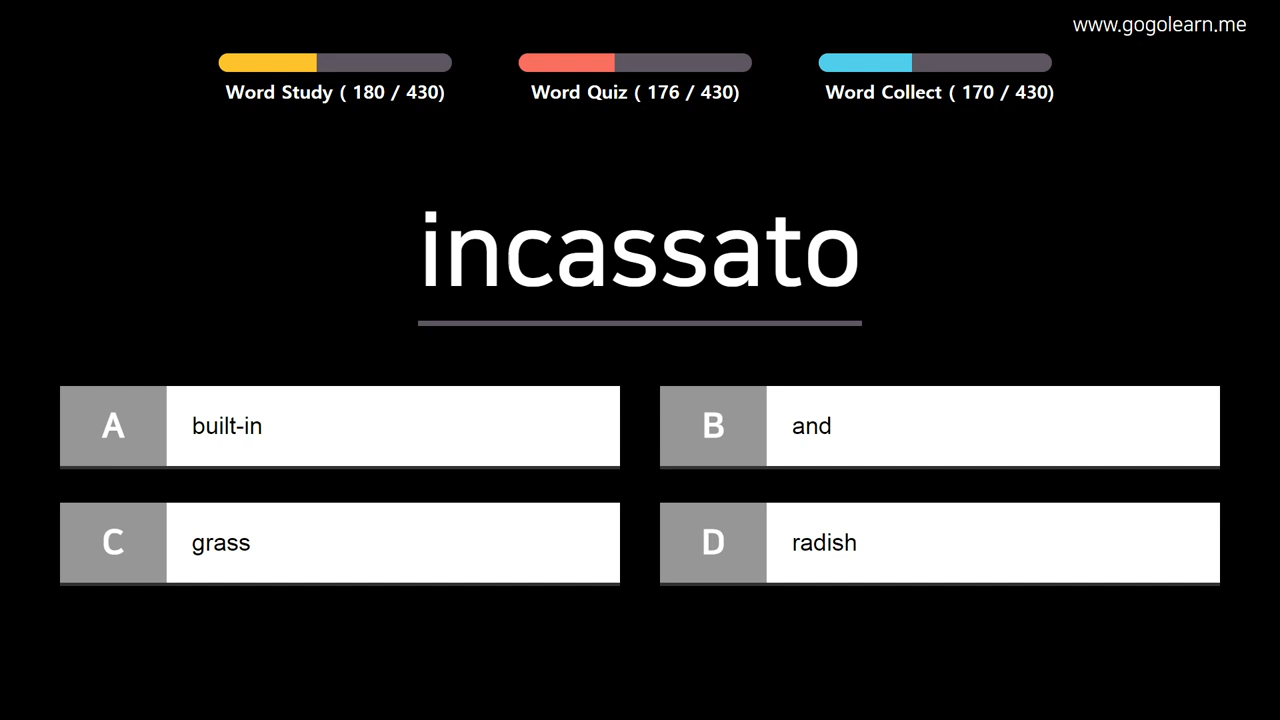 www.gogolearn.me
Word Study ( 180 / 430)
Word Quiz ( 176 / 430)
Word Collect ( 170 / 430)
incassato
A built-in
B and
C grass
D radish